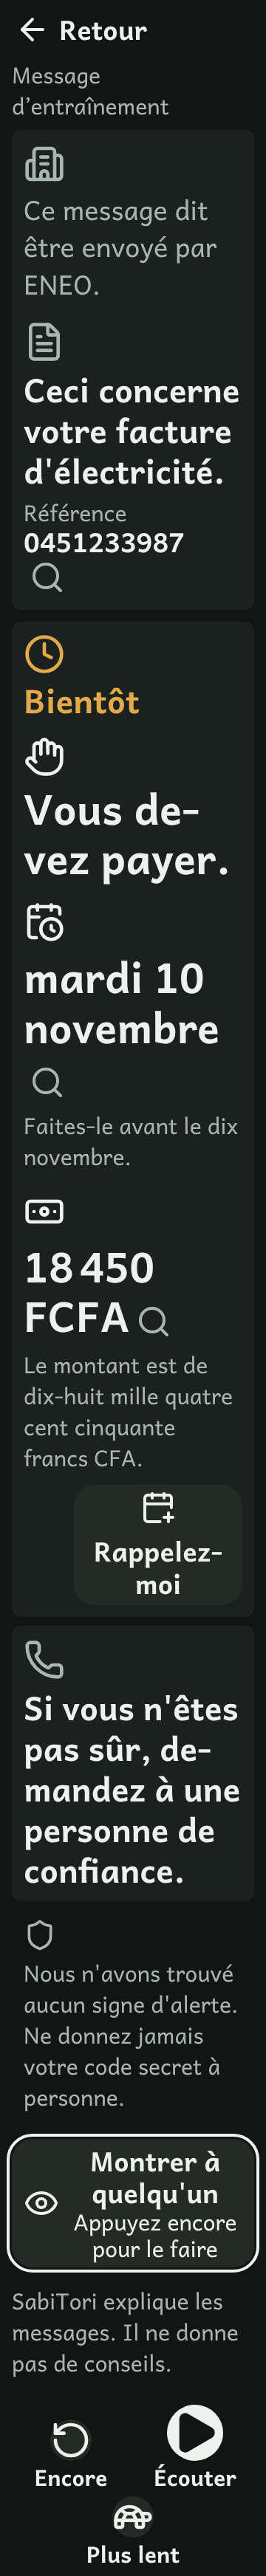 Retour
Message
d’entraînement
Ce message dit
être envoyé par
ENEO.
Ceci concerne
votre facture
d'électricité.
Référence
0451233987
Bientôt
Vous de-
vez payer.
mardi 10
novembre
Faites-le avant le dix
novembre.
18 450
FCFA
Le montant est de
dix-huit mille quatre
cent cinquante
francs CFA.
Rappelez-
moi
Si vous n'êtes
pas sûr, de-
mandez à une
personne de
confiance.
Nous n'avons trouvé
aucun signe d'alerte.
Ne donnez jamais
votre code secret à
personne.
Montrer à
quelqu'un
Appuyez encore
pour le faire
SabiTori explique les
messages. Il ne donne
pas de conseils.
Encore
Écouter
Plus lent